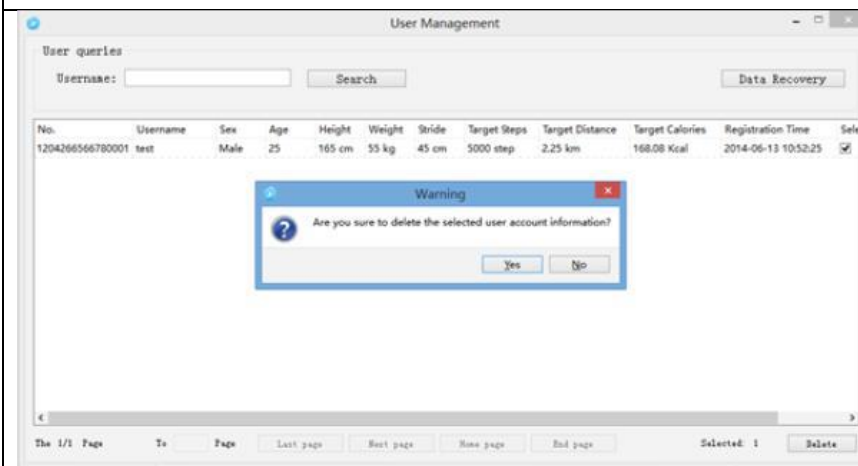 User Management
User queries
Username:
Search
Data Recovery
No. Username Sex Age Height Weight Stride Target Steps Target Distance Target Calories Registration Time Sele
1204266566780001 test Male 25 165 cm 55 kg 45 cm 5000 step 2.25 km 168.08 Kcal 2014-06-13 10:52:25
Warning
Are you sure to delete the selected user account information?
Yes No
The 1/1 Page To Page Last page Next page Home page End page Selected: 1 Delete